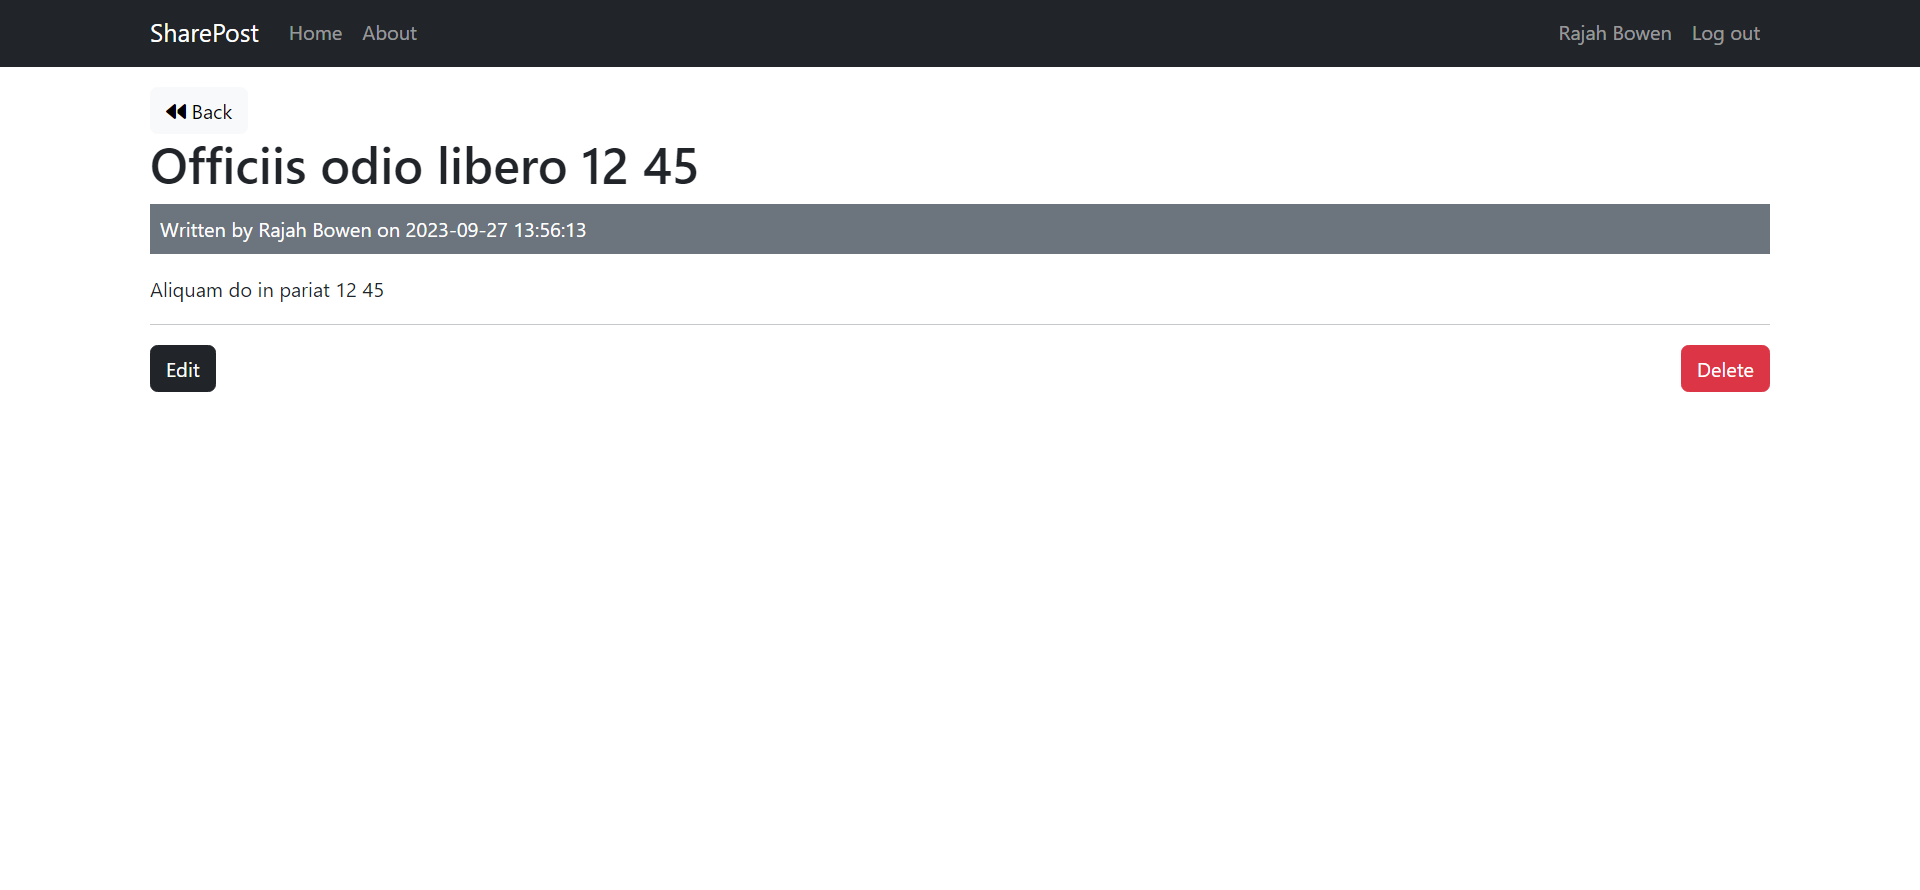 SharePost Home About Rajah Bowen Log out
Back
Officiis odio libero 12 45
Written by Rajah Bowen on 2023-09-27 13:56:13
Aliquam do in pariat 12 45
Edit Delete